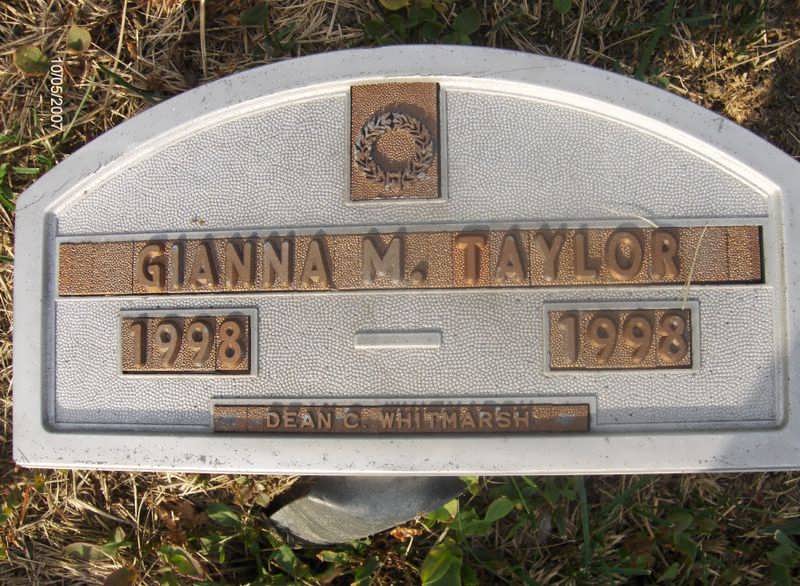 10/05/2007
GIANNA M. TAYLOR
1998 1998
DEAN C. WHITMARSH